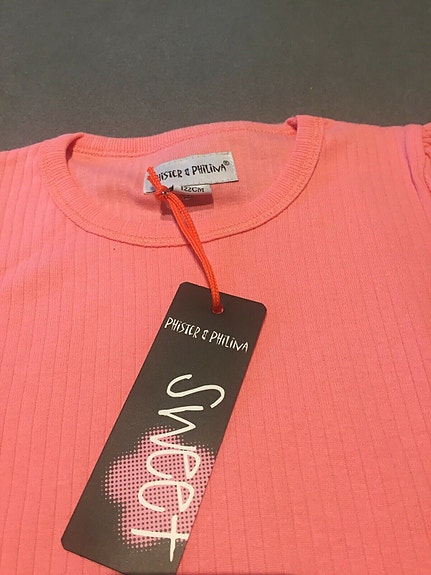 PHISTER & PHILINA®
122CM
PHISTER & PHILINA
Sweet